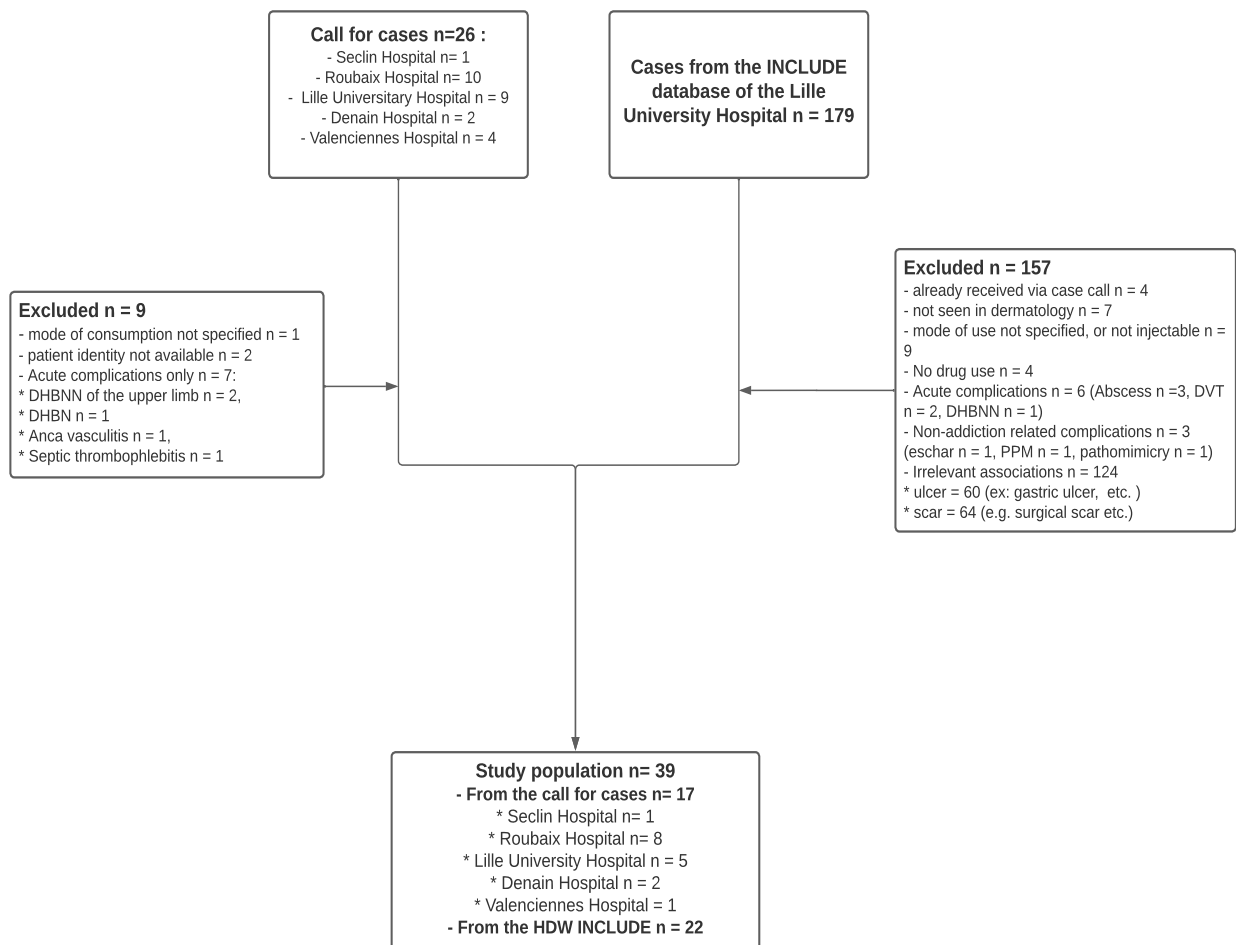 Call for cases n=26 :
- Seclin Hospital n= 1
- Roubaix Hospital n= 10
- Lille Universitary Hospital n = 9
- Denain Hospital n = 2
- Valenciennes Hospital n = 4
Cases from the INCLUDE
database of the Lille
University Hospital n = 179
Excluded n = 9
- mode of consumption not specified n = 1
- patient identity not available n = 2
- Acute complications only n = 7:
* DHBNN of the upper limb n = 2,
* DHBN n = 1
* Anca vasculitis n = 1,
* Septic thrombophlebitis n = 1
Excluded n = 157
- already received via case call n = 4
- not seen in dermatology n = 7
- mode of use not specified, or not injectable n =
9
- No drug use n = 4
- Acute complications n = 6 (Abscess n =3, DVT
n = 2, DHBNN n = 1)
- Non-addiction related complications n = 3
(eschar n = 1, PPM n = 1, pathomimicry n = 1)
- Irrelevant associations n = 124
* ulcer = 60 (ex: gastric ulcer,  etc. )
* scar = 64 (e.g. surgical scar etc.)
Study population n= 39
- From the call for cases n= 17
* Seclin Hospital n= 1
* Roubaix Hospital n= 8
* Lille University Hospital n = 5
* Denain Hospital n = 2
* Valenciennes Hospital = 1
- From the HDW INCLUDE n = 22